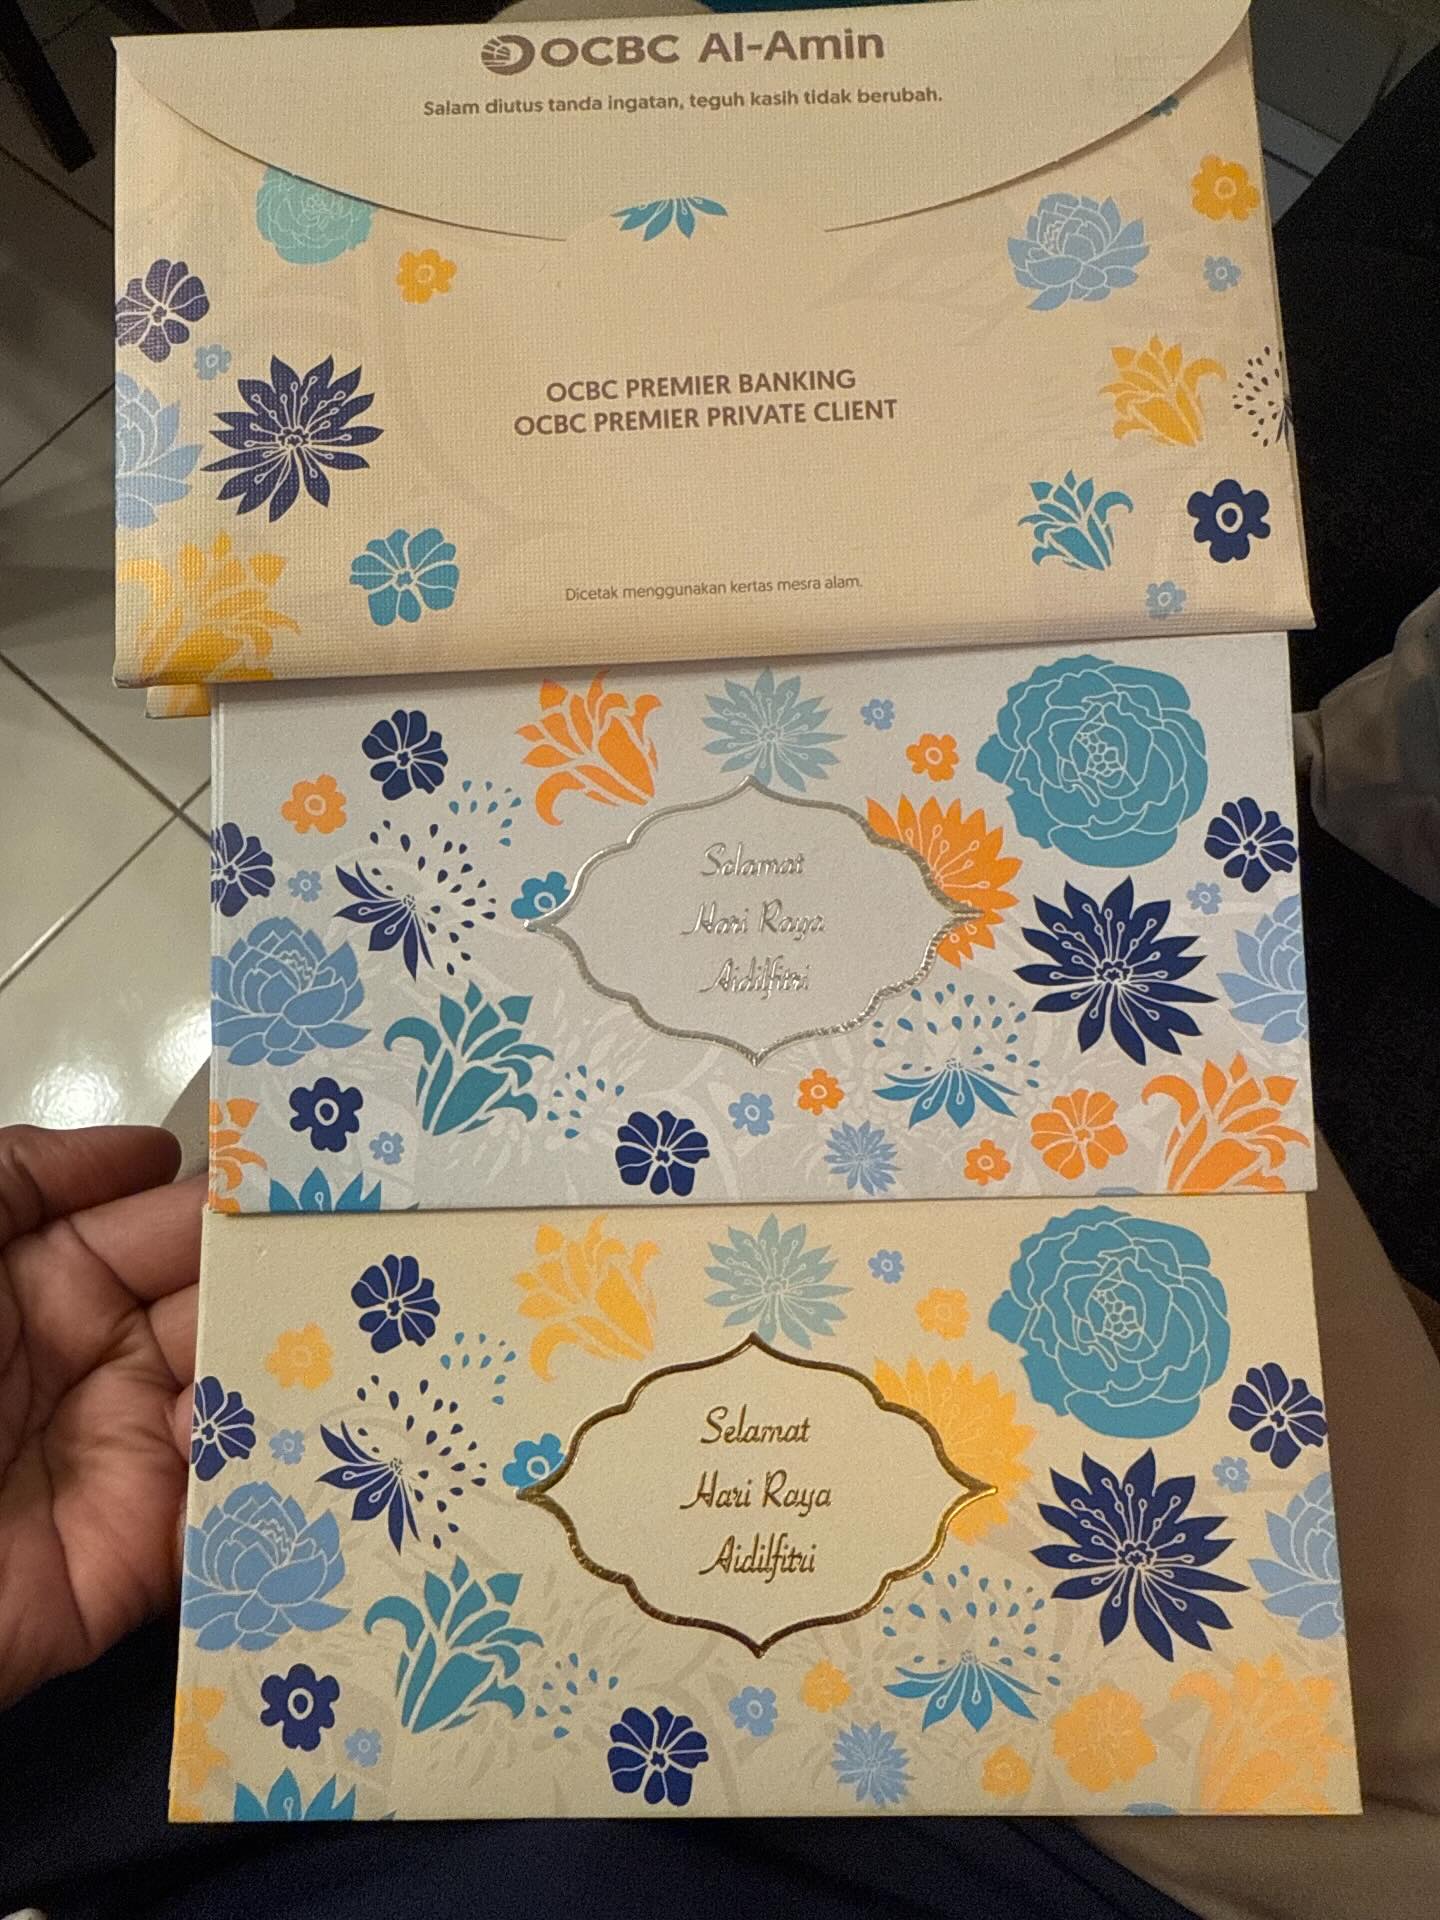 OCBC Al-Amin
Salam diutus tanda ingatan, teguh kasih tidak berubah.
OCBC PREMIER BANKING
OCBC PREMIER PRIVATE CLIENT
Dicetak menggunakan kertas mesra alam.
Selamat
Hari Raya
Aidilfitri
Selamat
Hari Raya
Aidilfitri